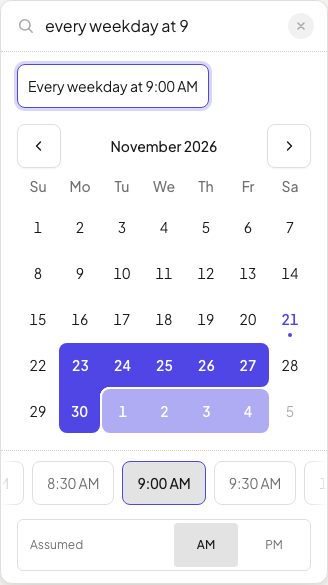 every weekday at 9
Every weekday at 9:00 AM
November 2026
Su Mo Tu We Th Fr Sa
1 2 3 4 5 6 7
8 9 10 11 12 13 14
15 16 17 18 19 20 21
22 23 24 25 26 27 28
29 30 1 2 3 4 5
8:30 AM 9:00 AM 9:30 AM
Assumed AM PM